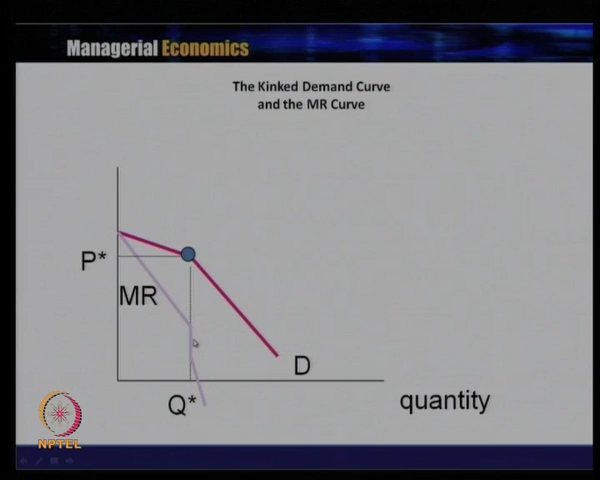 Managerial Economics
The Kinked Demand Curve
and the MR Curve
P*
MR
D
Q*
quantity
NPTEL